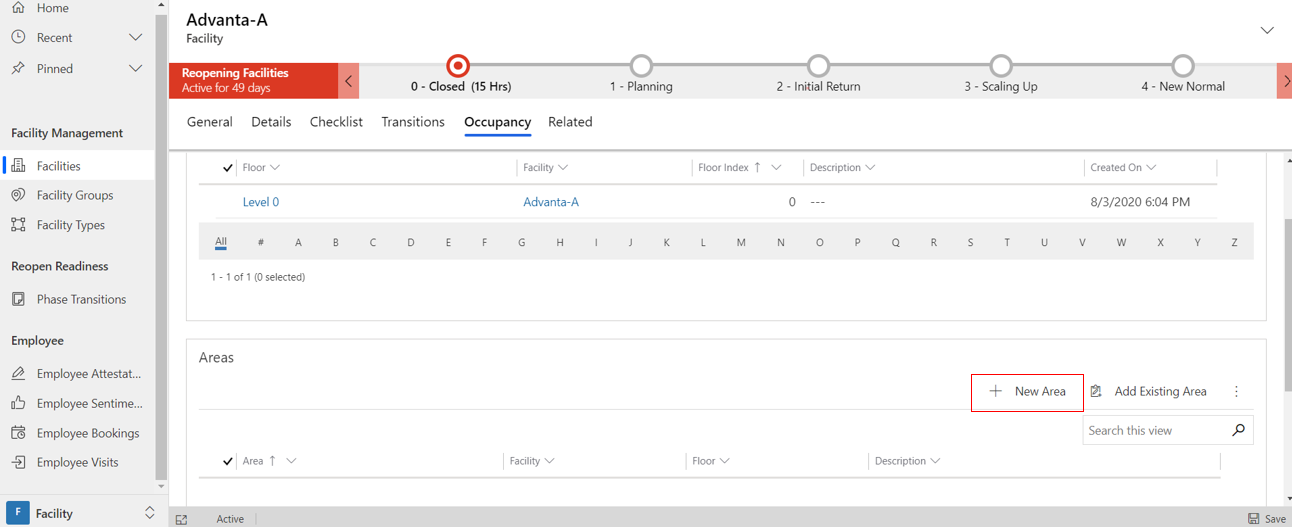 Home
Recent
Pinned
Facility Management
Facilities
Facility Groups
Facility Types
Reopen Readiness
Phase Transitions
Employee
Employee Attestat...
Employee Sentime...
Employee Bookings
Employee Visits
F Facility
Advanta-A
Facility
Reopening Facilities
Active for 49 days
0 - Closed (15 Hrs)
1 - Planning
2 - Initial Return
3 - Scaling Up
4 - New Normal
General Details Checklist Transitions Occupancy Related
Floor Facility Floor Index Description Created On
Level 0 Advanta-A 0 --- 8/3/2020 6:04 PM
All # A B C D E F G H I J K L M N O P Q R S T U V W X Y Z
1 - 1 of 1 (0 selected)
Areas
New Area Add Existing Area
Search this view
Area Facility Floor Description
Active Save